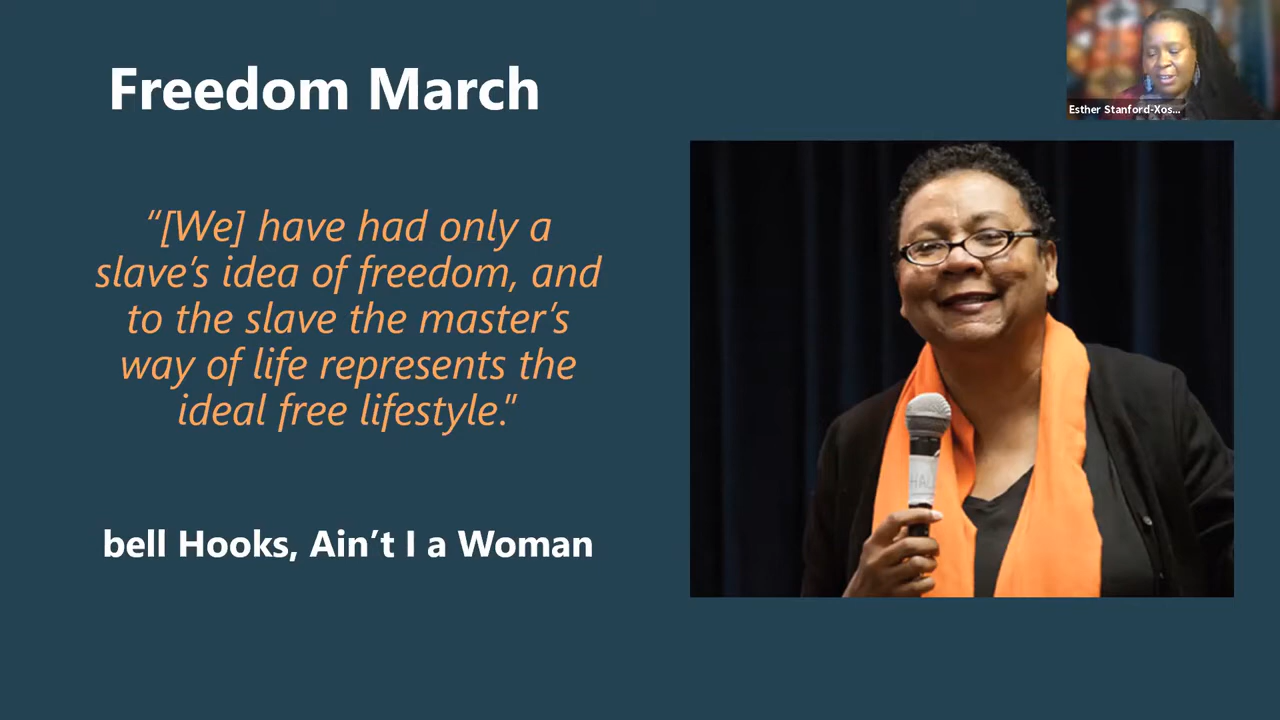 Freedom March
Esther Stanford-Xos...
“[We] have had only a
slave’s idea of freedom, and
to the slave the master’s
way of life represents the
ideal free lifestyle.”
HAL
bell Hooks, Ain’t I a Woman